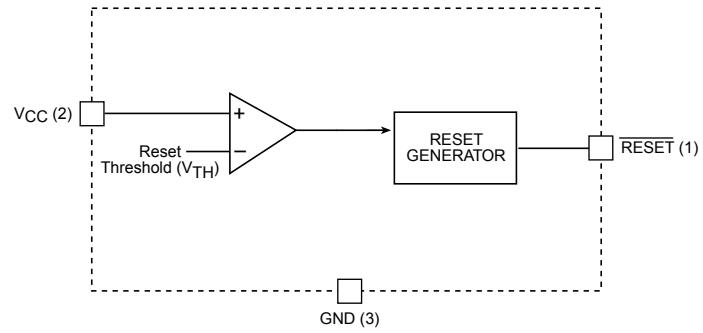 VCC (2)
+
Reset
Threshold (VTH)
−
RESET
GENERATOR
RESET (1)
GND (3)